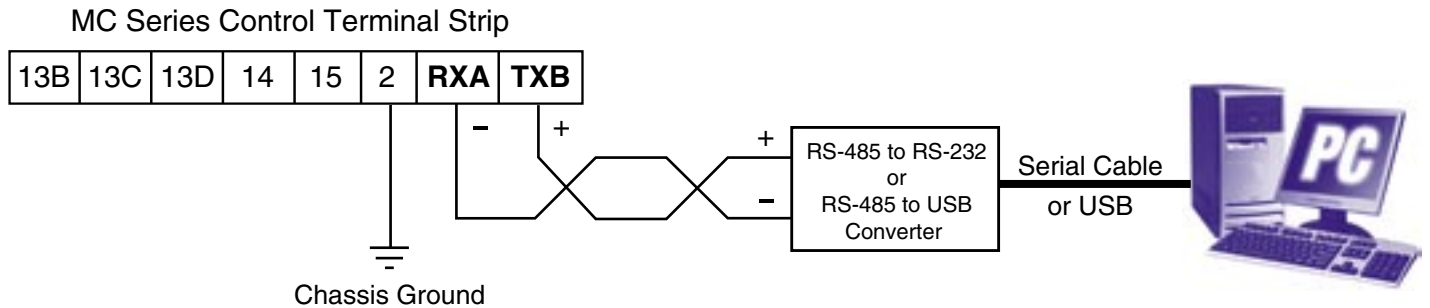 MC Series Control Terminal Strip
13B 13C 13D 14 15 2 RXA TXB
– +
+
–
RS-485 to RS-232
or
RS-485 to USB
Converter
Serial Cable
or USB
PC
Chassis Ground